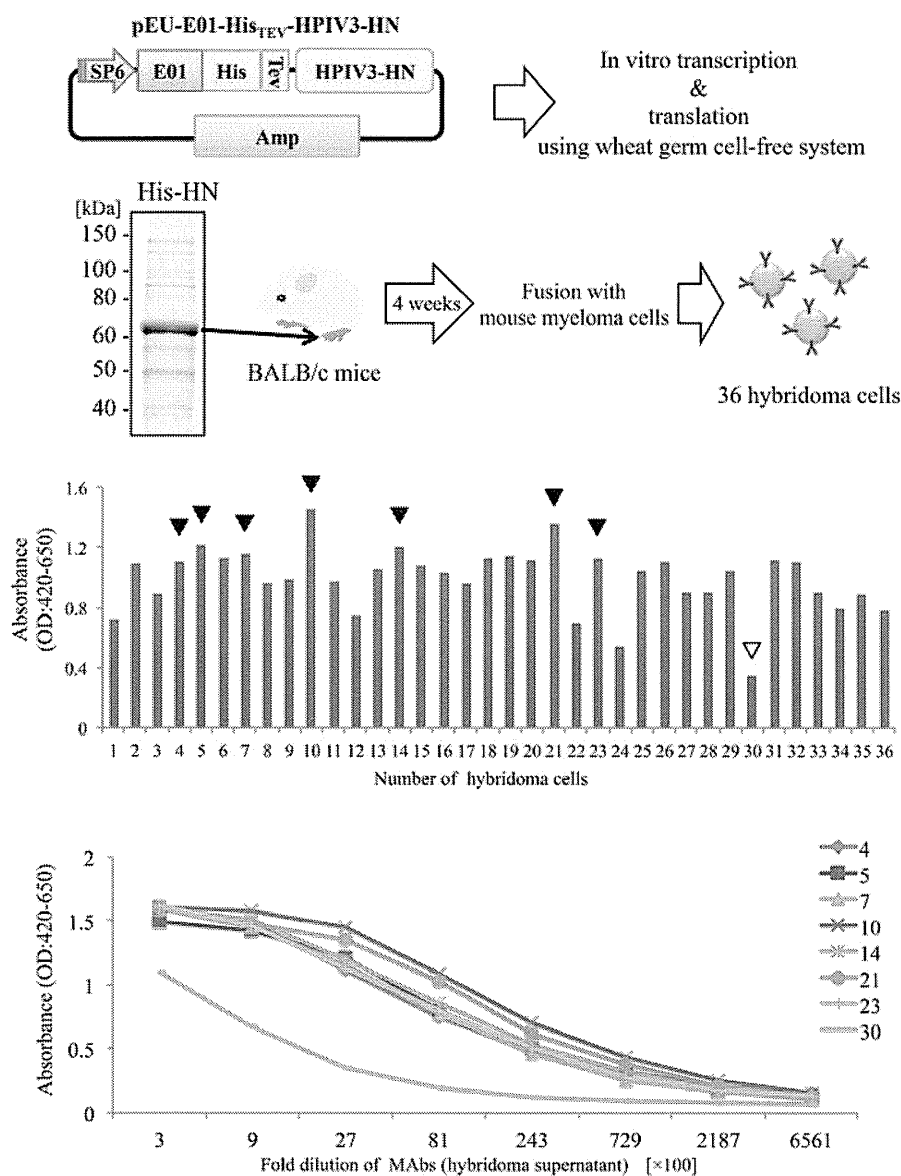 pEU-E01-HisTEV-HPIV3-HN
SP6
E01
His
Tev
HPIV3-HN
Amp
In vitro transcription
&
translation
using wheat germ cell-free system
His-HN
[kDa]
150
100
80
60
50
40
BALB/c mice
4 weeks
Fusion with
mouse myeloma cells
36 hybridoma cells
Absorbance
(OD:420-650)
1.6
1.2
0.8
0.4
0
1 2 3 4 5 6 7 8 9 10 11 12 13 14 15 16 17 18 19 20 21 22 23 24 25 26 27 28 29 30 31 32 33 34 35 36
Number of hybridoma cells
Absorbance (OD:420-650)
2
1.5
1
0.5
0
3 9 27 81 243 729 2187 6561
Fold dilution of MAbs (hybridoma supernatant) [×100]
4
5
7
10
14
21
23
30